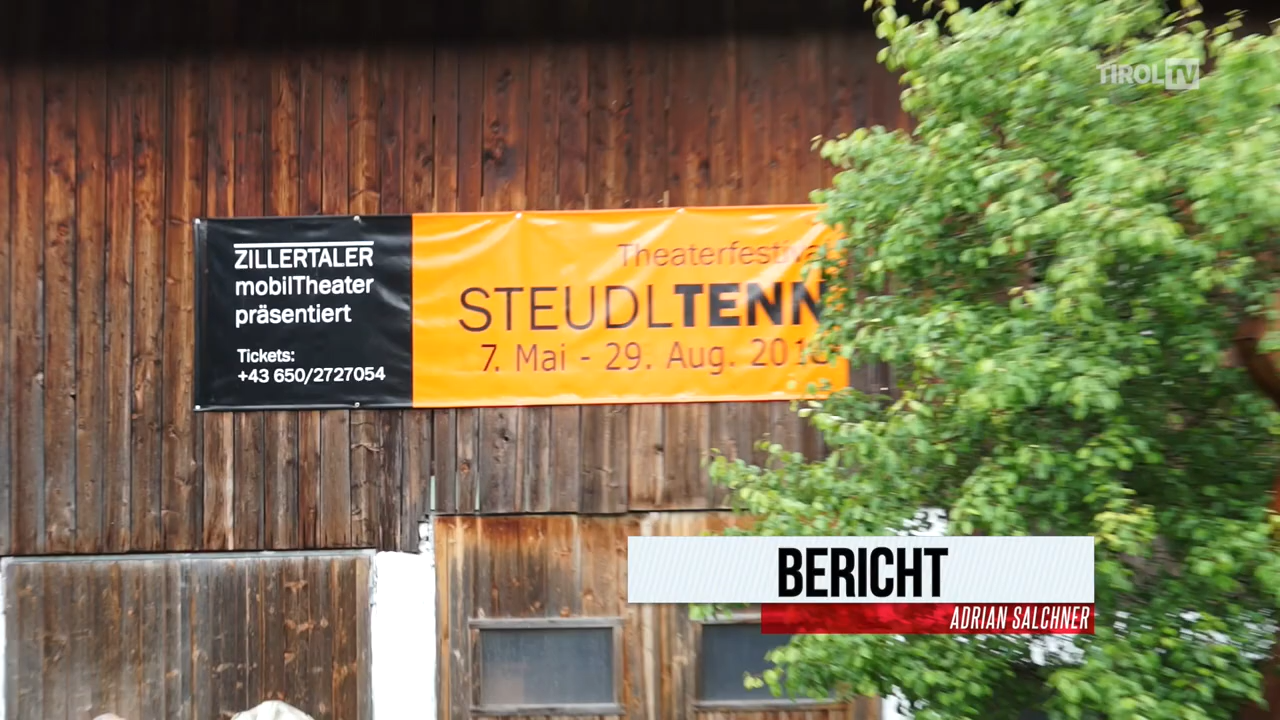 TIROL TV
ZILLERTALER
mobilTheater
präsentiert
Tickets:
+43 650/2727054
Theaterfestival
STEUDLTENN
7. Mai - 29. Aug.
BERICHT
ADRIAN SALCHNER